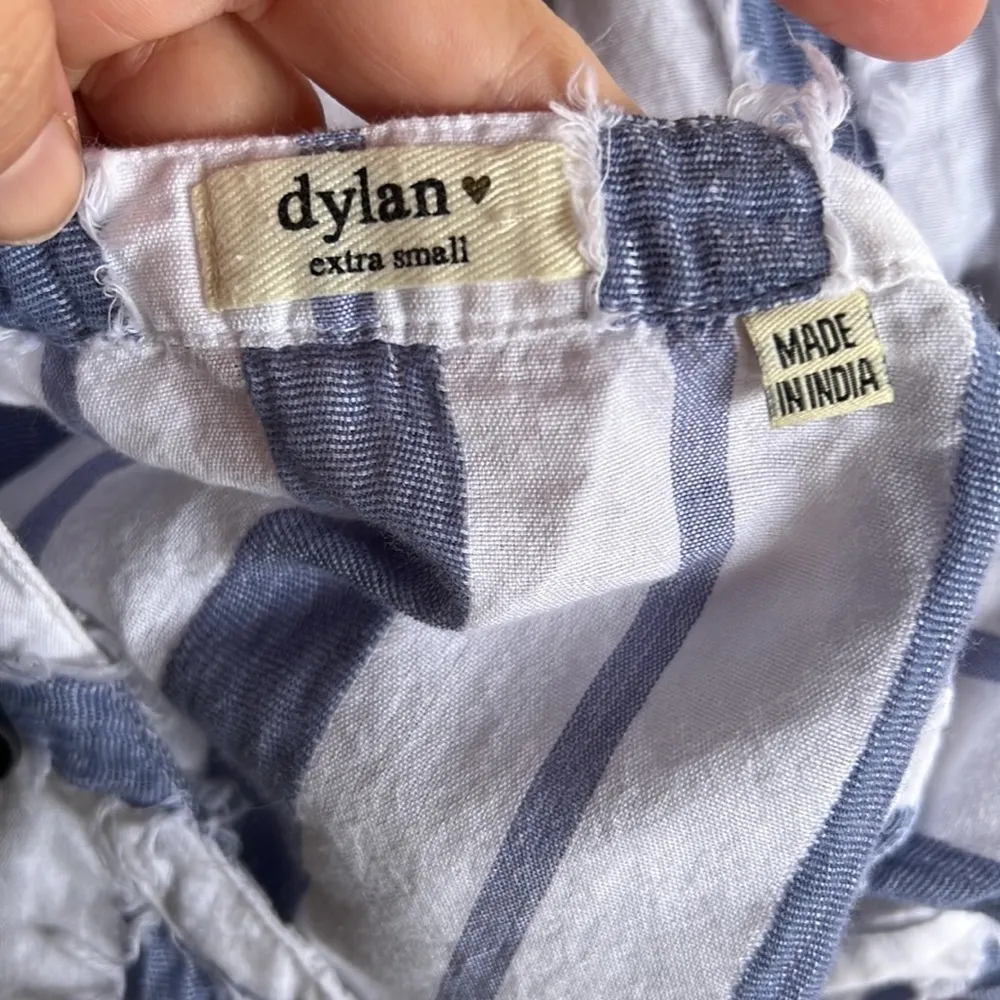 dylan ♥
extra small
MADE
IN INDIA